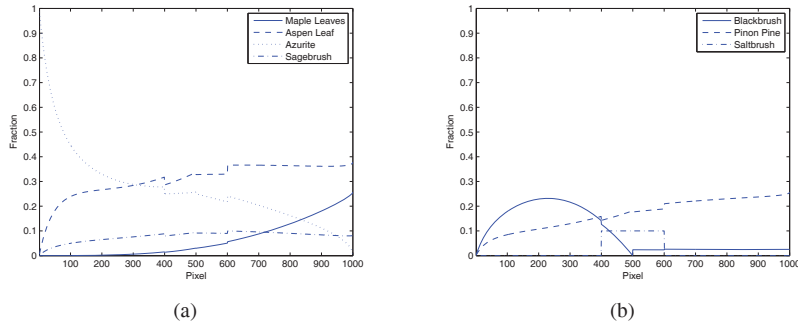 1
0.9
0.8
0.7
0.6
0.5
0.4
0.3
0.2
0.1
0
Fraction
100 200 300 400 500 600 700 800 900 1000
Pixel
Maple Leaves
Aspen Leaf
Azurite
Sagebrush
(a)
1
0.9
0.8
0.7
0.6
0.5
0.4
0.3
0.2
0.1
0
Fraction
100 200 300 400 500 600 700 800 900 1000
Pixel
Blackbrush
Pinon Pine
Saltbrush
(b)